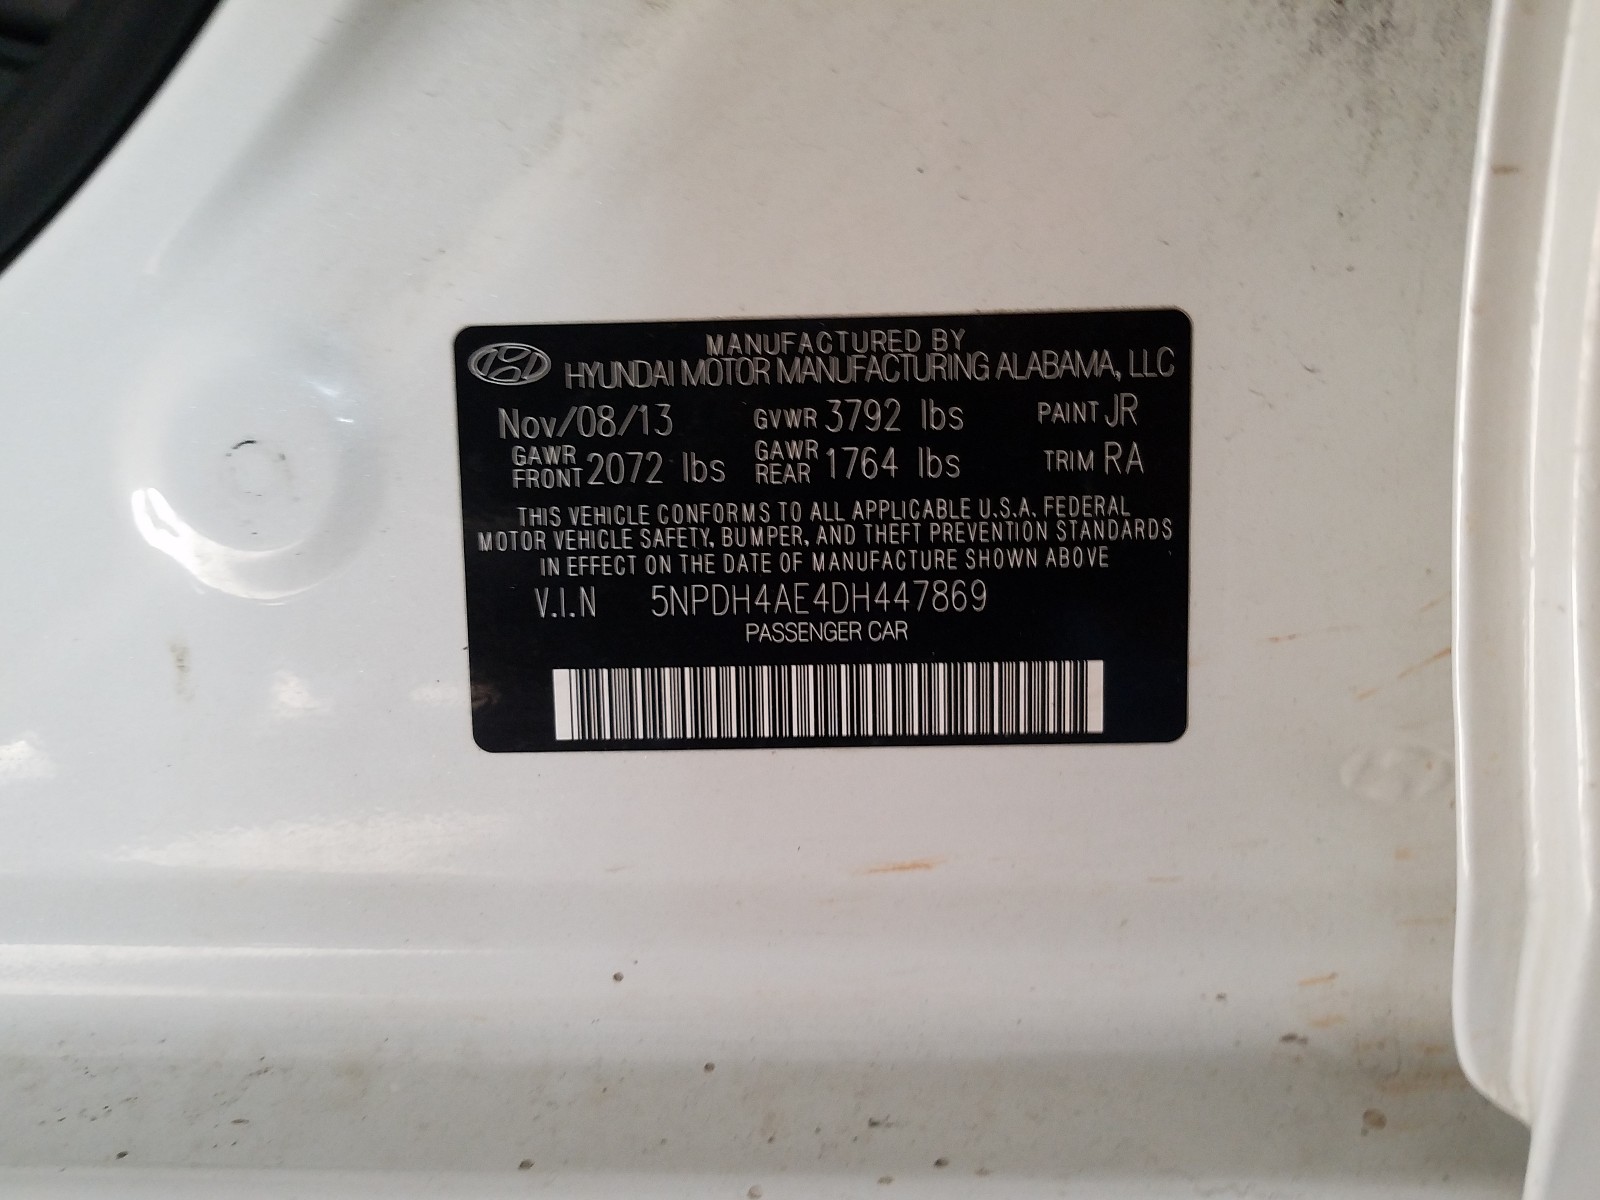 MANUFACTURED BY
HYUNDAI MOTOR MANUFACTURING ALABAMA, LLC
Nov/08/13 GVWR 3792 lbs PAINT JR
GAWR FRONT 2072 lbs GAWR REAR 1764 lbs TRIM RA
THIS VEHICLE CONFORMS TO ALL APPLICABLE U.S.A. FEDERAL
MOTOR VEHICLE SAFETY, BUMPER, AND THEFT PREVENTION STANDARDS
IN EFFECT ON THE DATE OF MANUFACTURE SHOWN ABOVE
V.I.N 5NPDH4AE4DH447869
PASSENGER CAR